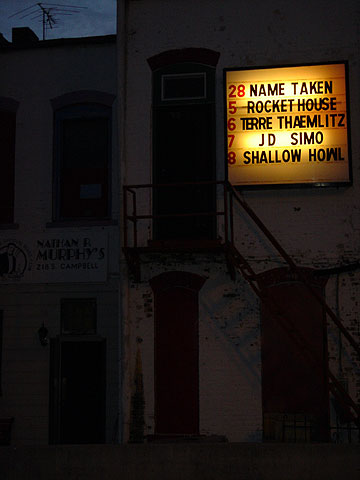 28 NAME TAKEN
5 ROCKET HOUSE
6 TERRE THAEMLITZ
7 JD SIMO
8 SHALLOW HOWL
NATHAN P.
MURPHY'S
218 S. CAMPBELL